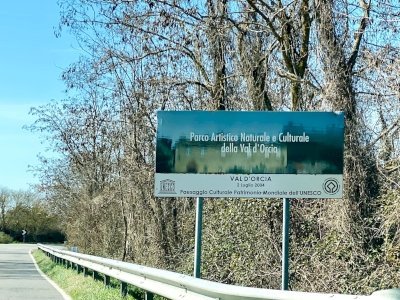 Parco Artistico Naturale e Culturale
della Val d'Orcia
VAL D'ORCIA
2 Luglio 2004
Paesaggio Culturale Patrimonio Mondiale dell'UNESCO